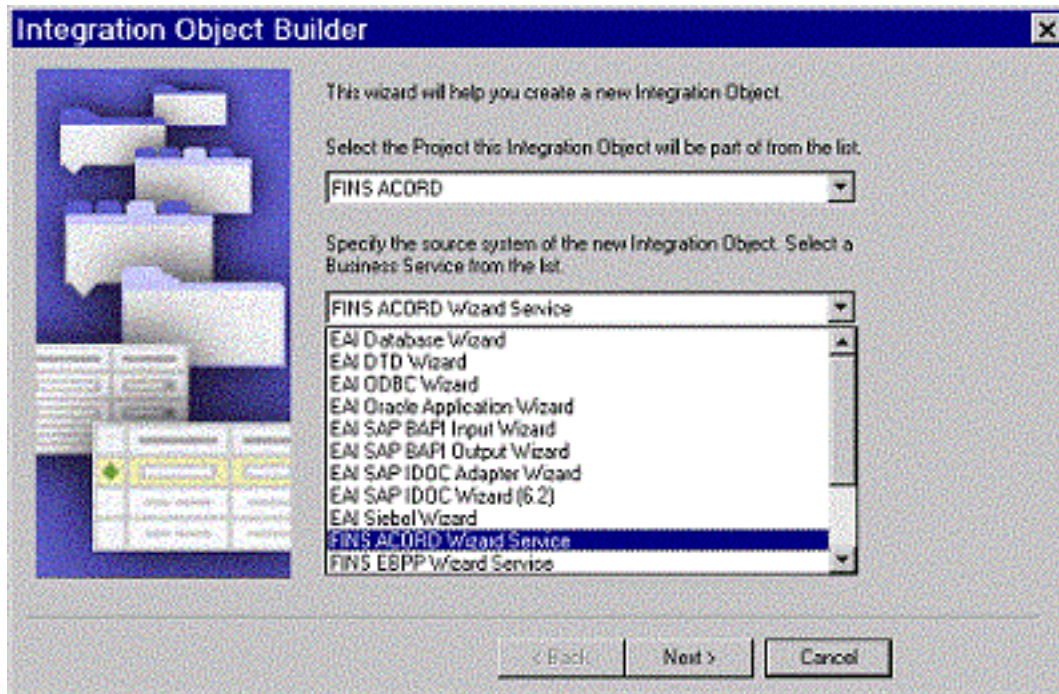 Integration Object Builder
This wizard will help you create a new Integration Object.
Select the Project this Integration Object will be part of from the list.
FINS ACORD
Specify the source system of the new Integration Object. Select a
Business Service from the list.
FINS ACORD Wizard Service
EAI Database Wizard
EAI DTD Wizard
EAI ODBC Wizard
EAI Oracle Application Wizard
EAI SAP BAPI Input Wizard
EAI SAP BAPI Output Wizard
EAI SAP IDOC Adapter Wizard
EAI SAP IDOC Wizard (6.2)
EAI Siebel Wizard
FINS ACORD Wizard Service
FINS EBPP Wizard Service
< Back
Next >
Cancel